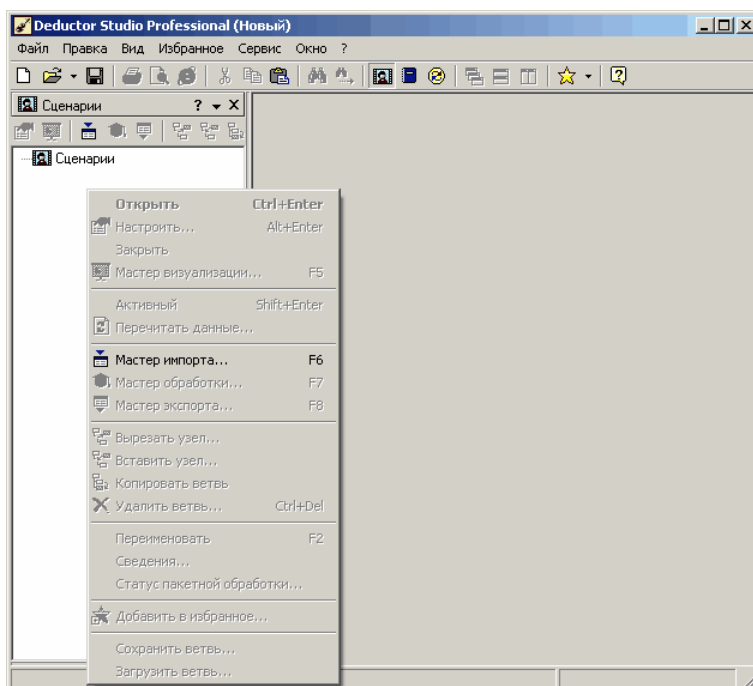 Deductor Studio Professional (Новый)
Файл Правка Вид Избранное Сервис Окно ?
Сценарии ?
Сценарии
Открыть Ctrl+Enter
Настроить... Alt+Enter
Закрыть
Мастер визуализации... F5
Активный Shift+Enter
Перечитать данные...
Мастер импорта... F6
Мастер обработки... F7
Мастер экспорта... F8
Вырезать узел...
Вставить узел...
Копировать ветвь
Удалить ветвь... Ctrl+Del
Переименовать F2
Сведения...
Статус пакетной обработки...
Добавить в избранное...
Сохранить ветвь...
Загрузить ветвь...